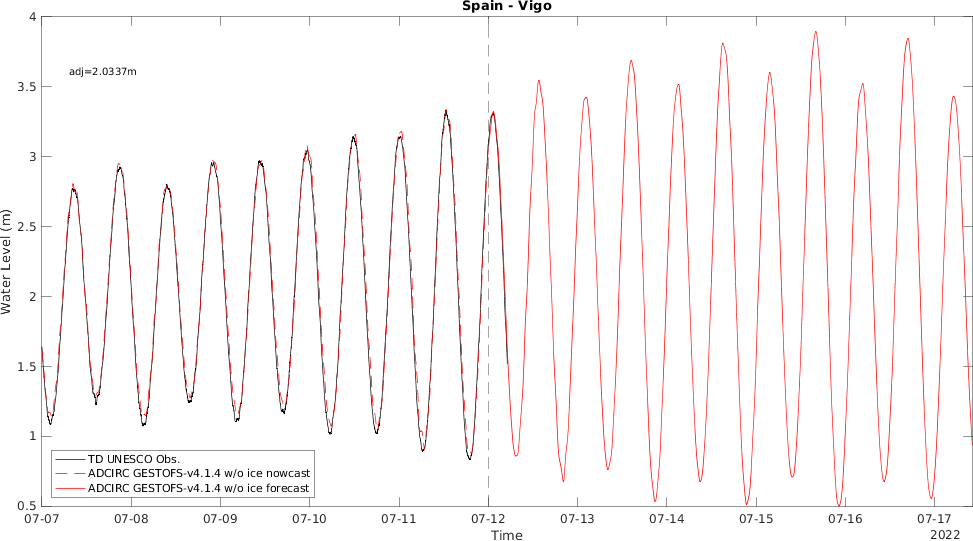 Spain - Vigo
4
adj=2.0337m
3.5
3
2.5
2
1.5
1
0.5
Water Level (m)
TD UNESCO Obs.
ADCIRC GESTOFS-v4.1.4 w/o ice nowcast
ADCIRC GESTOFS-v4.1.4 w/o ice forecast
07-07 07-08 07-09 07-10 07-11 07-12 07-13 07-14 07-15 07-16 07-17
Time
2022